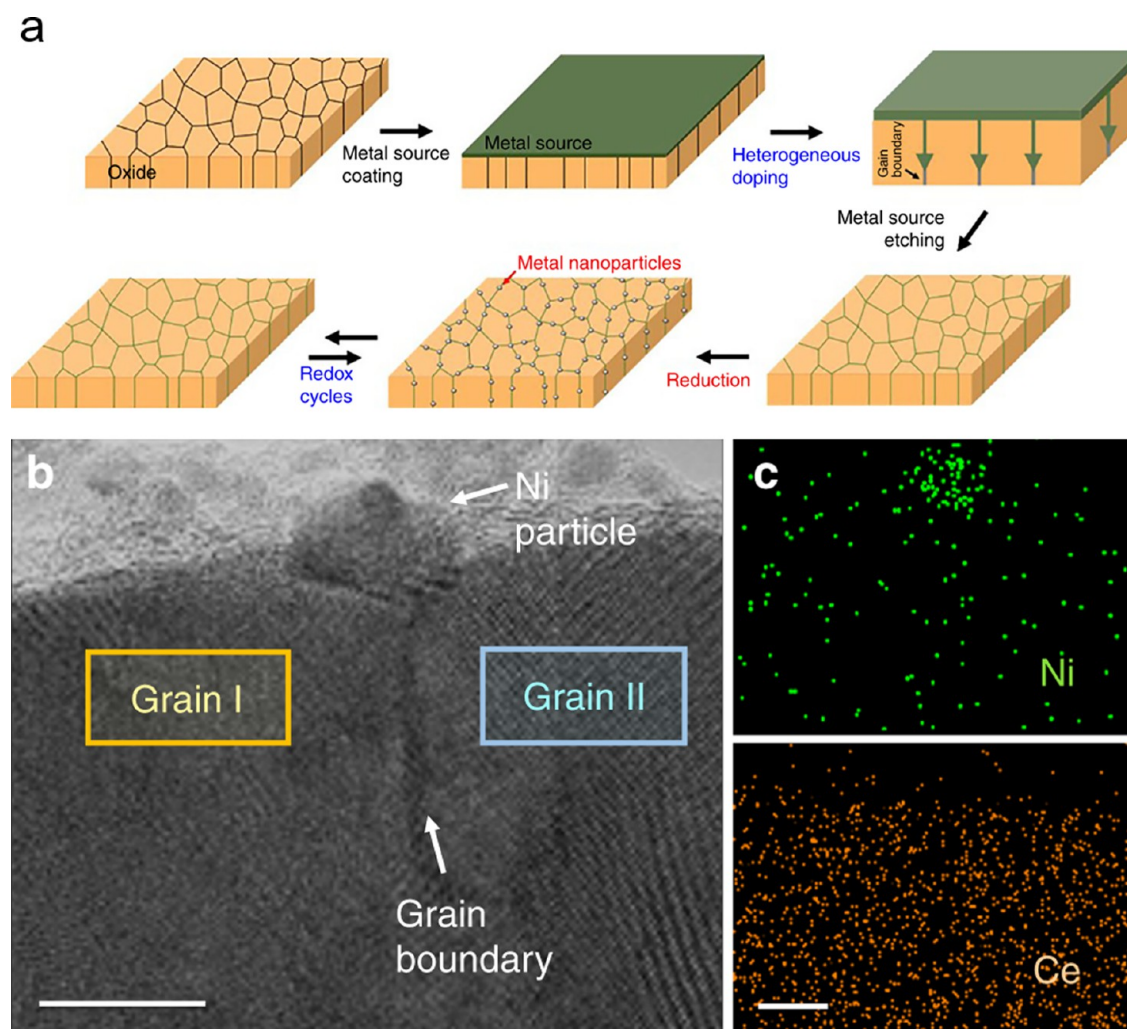 a
Oxide
Metal source
coating
Metal source
Heterogeneous
doping
Gain
boundary
Metal source
etching
Reduction
Metal nanoparticles
Redox
cycles
b
Ni
particle
Grain I
Grain II
Grain
boundary
c
Ni
Ce